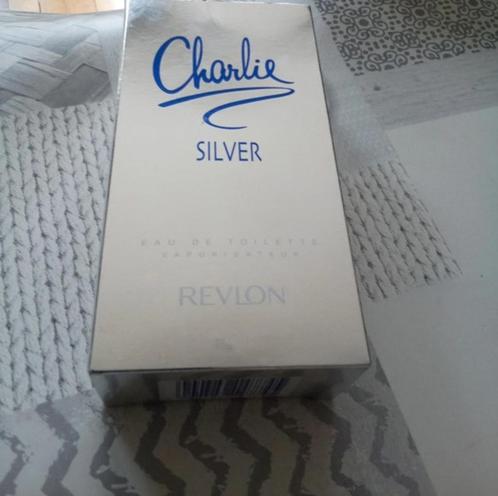 Charlie
SILVER
EAU DE TOILETTE
VAPORISATEUR
REVLON